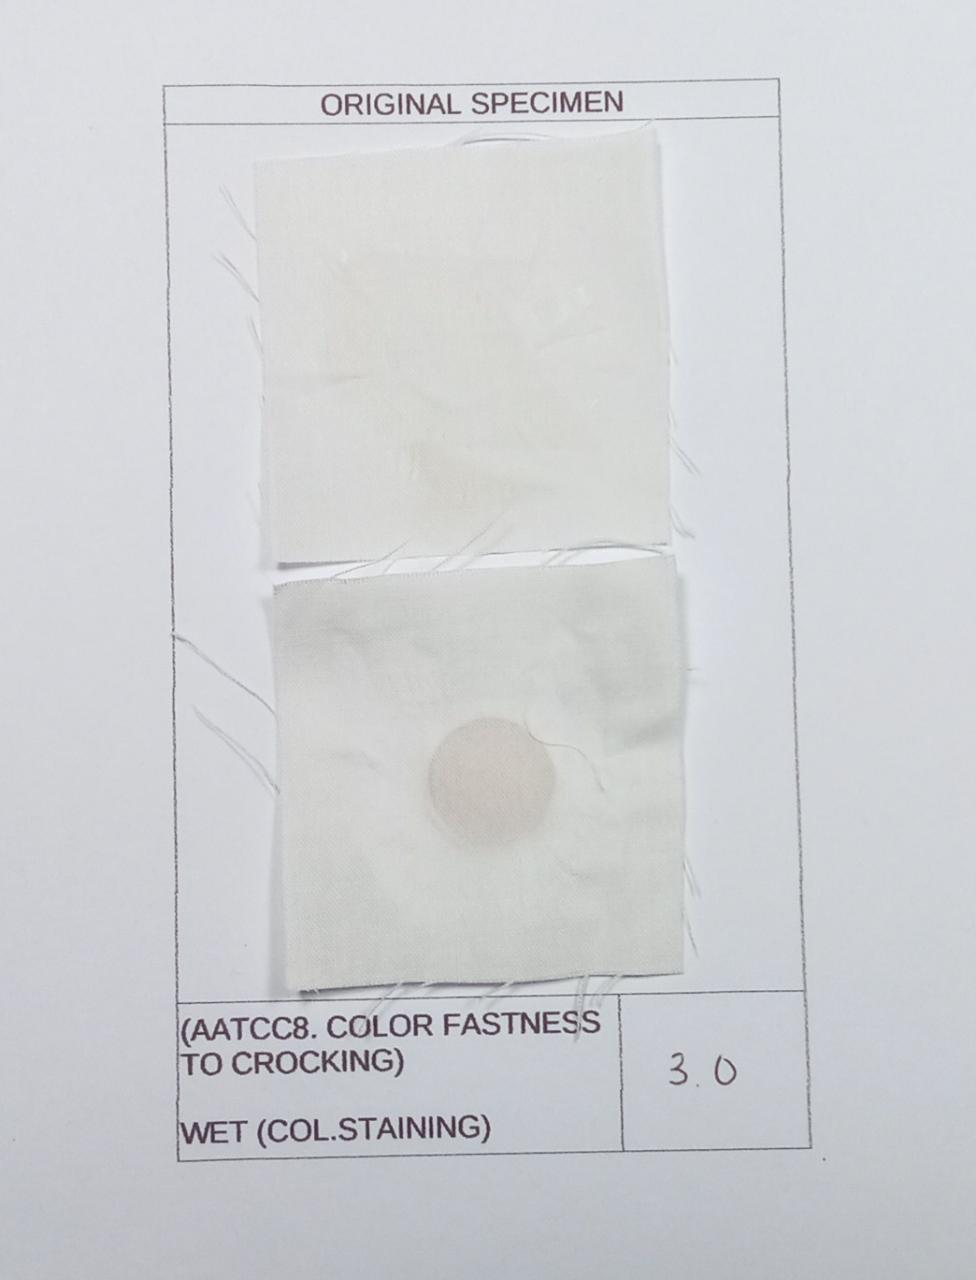 ORIGINAL SPECIMEN
(AATCC8. COLOR FASTNESS
TO CROCKING)
3.0
WET (COL.STAINING)